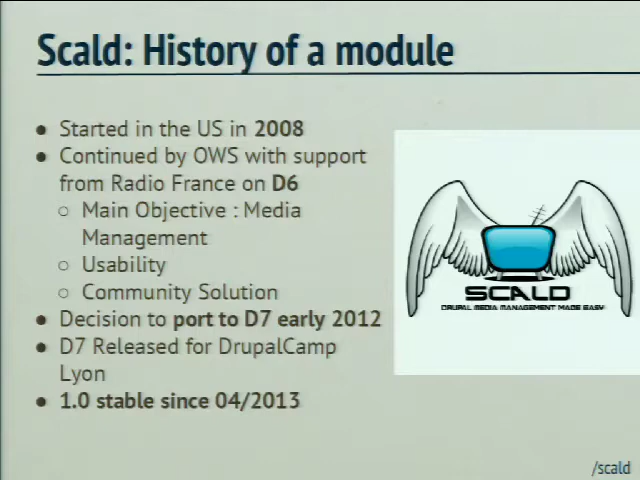 Scald: History of a module
● Started in the US in 2008
● Continued by OWS with support
from Radio France on D6
○ Main Objective : Media
Management
○ Usability
○ Community Solution
● Decision to port to D7 early 2012
● D7 Released for DrupalCamp
Lyon
● 1.0 stable since 04/2013
SCALD
DRUPAL MEDIA MANAGEMENT MADE EASY
/scald